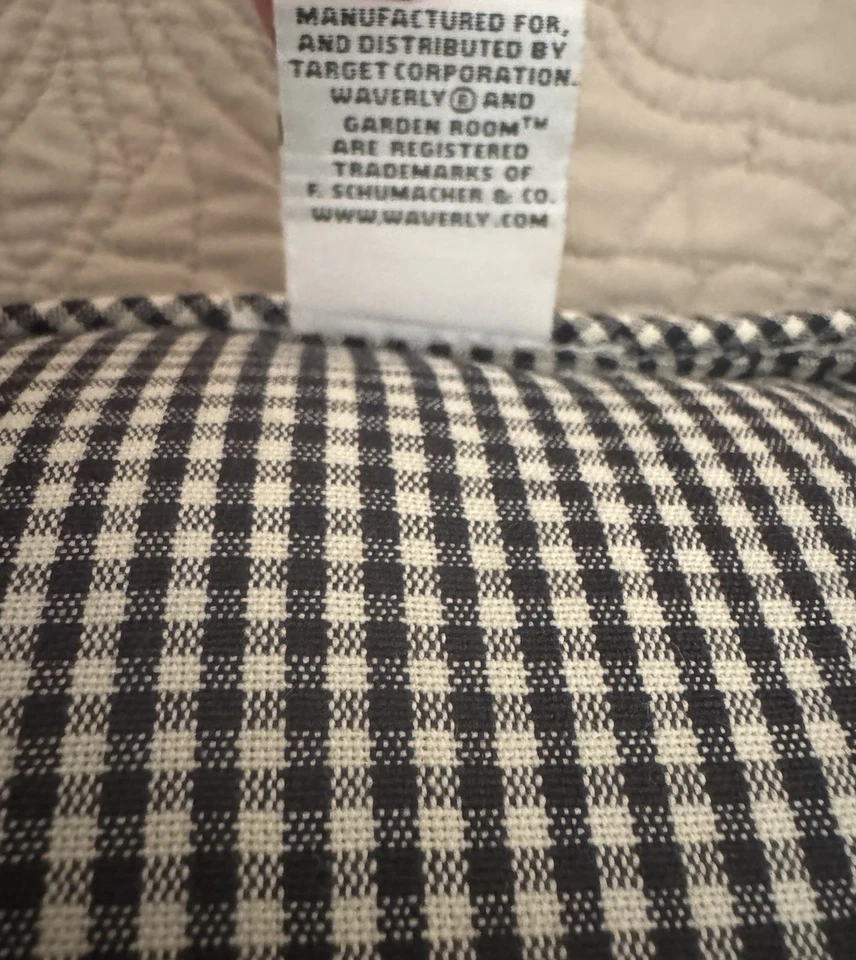 MANUFACTURED FOR,
AND DISTRIBUTED BY
TARGET CORPORATION.
WAVERLY® AND
GARDEN ROOM™
ARE REGISTERED
TRADEMARKS OF
F. SCHUMACHER & CO.
WWW.WAVERLY.COM